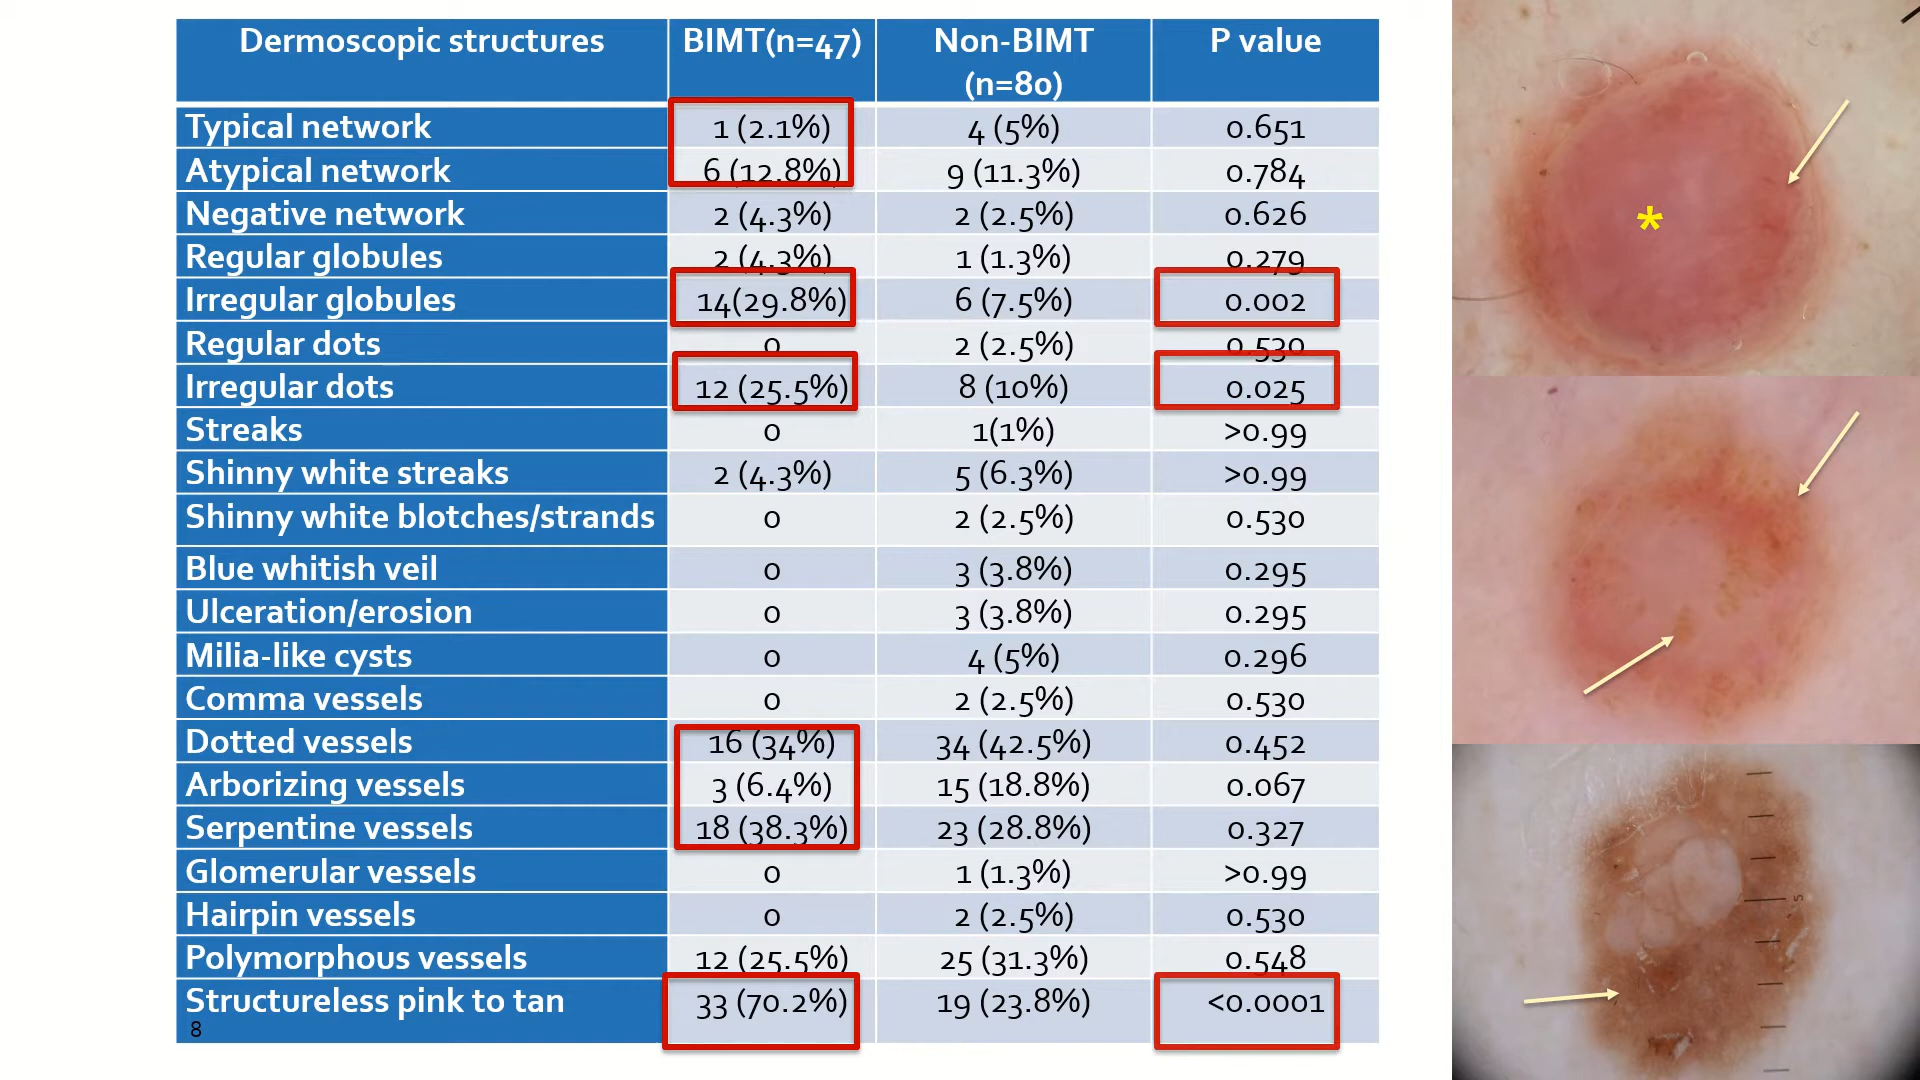 Dermoscopic structures BIMT(n=47) Non-BIMT (n=80) P value
Typical network 1 (2.1%) 4 (5%) 0.651
Atypical network 6 (12.8%) 9 (11.3%) 0.784
Negative network 2 (4.3%) 2 (2.5%) 0.626
Regular globules 2 (4.3%) 1 (1.3%) 0.279
Irregular globules 14(29.8%) 6 (7.5%) 0.002
Regular dots 0 2 (2.5%) 0.530
Irregular dots 12 (25.5%) 8 (10%) 0.025
Streaks 0 1(1%) >0.99
Shinny white streaks 2 (4.3%) 5 (6.3%) >0.99
Shinny white blotches/strands 0 2 (2.5%) 0.530
Blue whitish veil 0 3 (3.8%) 0.295
Ulceration/erosion 0 3 (3.8%) 0.295
Milia-like cysts 0 4 (5%) 0.296
Comma vessels 0 2 (2.5%) 0.530
Dotted vessels 16 (34%) 34 (42.5%) 0.452
Arborizing vessels 3 (6.4%) 15 (18.8%) 0.067
Serpentine vessels 18 (38.3%) 23 (28.8%) 0.327
Glomerular vessels 0 1 (1.3%) >0.99
Hairpin vessels 0 2 (2.5%) 0.530
Polymorphous vessels 12 (25.5%) 25 (31.3%) 0.548
Structureless pink to tan 33 (70.2%) 19 (23.8%) <0.0001
8
*
5